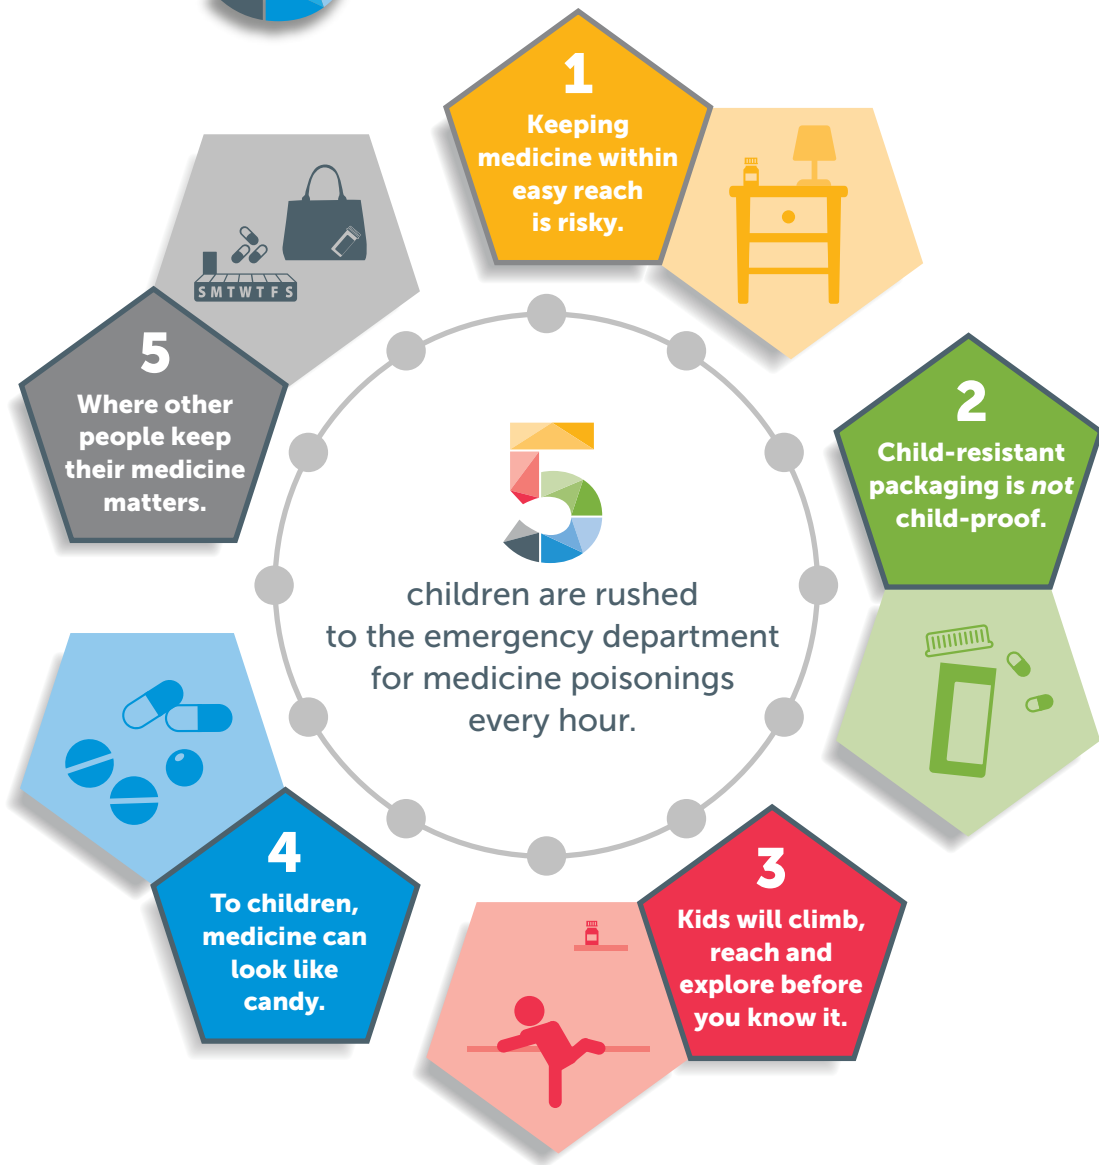 1
Keeping
medicine within
easy reach
is risky.
2
Child-resistant
packaging is not
child-proof.
3
Kids will climb,
reach and
explore before
you know it.
4
To children,
medicine can
look like
candy.
5
Where other
people keep
their medicine
matters.
S M T W T F S
5
children are rushed
to the emergency department
for medicine poisonings
every hour.